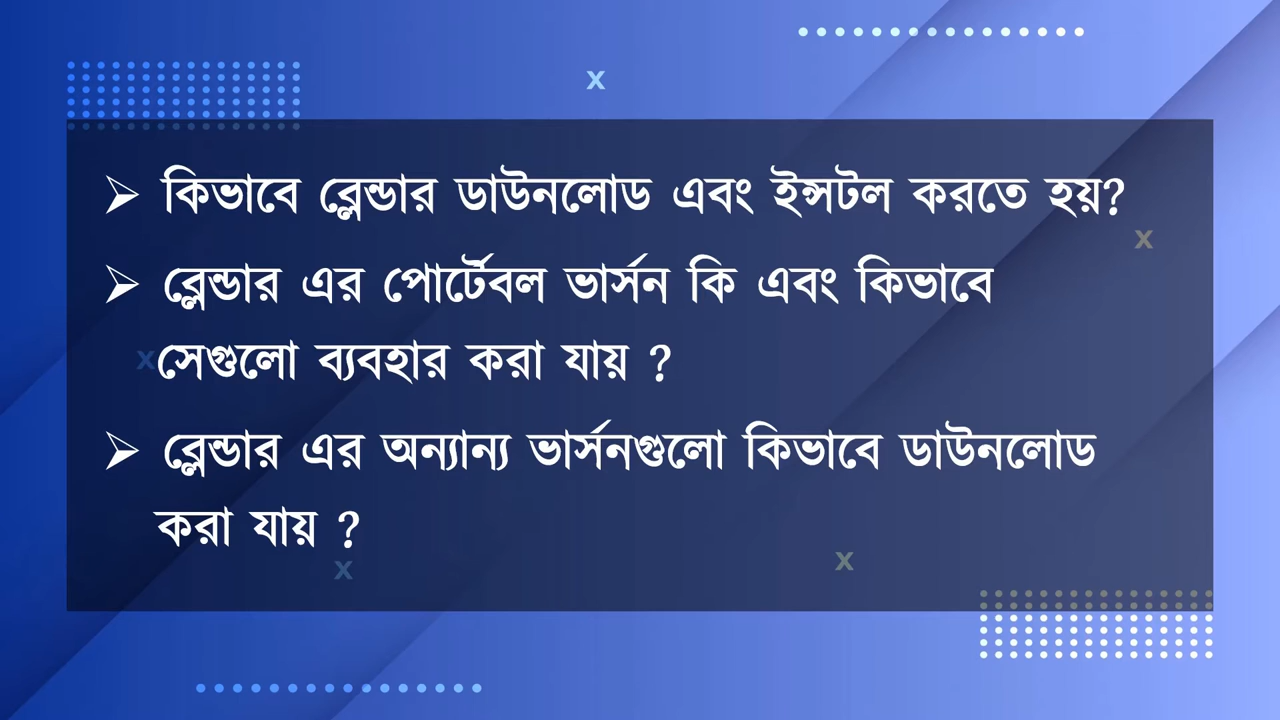 ➢ কিভাবে ব্লেন্ডার ডাউনলোড এবং ইন্সটল করতে হয়?
➢ ব্লেন্ডার এর পোর্টেবল ভার্সন কি এবং কিভাবে
সেগুলো ব্যবহার করা যায় ?
➢ ব্লেন্ডার এর অন্যান্য ভার্সনগুলো কিভাবে ডাউনলোড
করা যায় ?